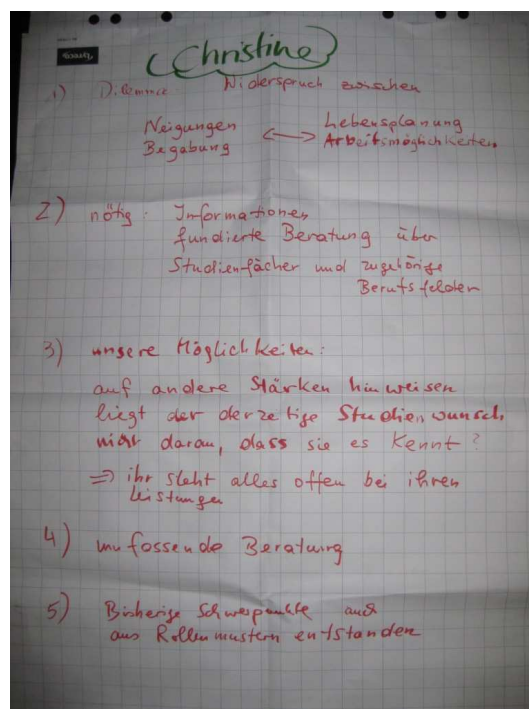 Christine
1) Dilemma Widerspruch zwischen
Neigungen <-> Lebensplanung
Begabung Arbeitsmöglichkeiten
2) nötig: Informationen
fundierte Beratung über
Studienfächer und zugehörige
Berufsfelder
3) unsere Möglichkeiten:
auf andere Stärken hinweisen
liegt der derzeitige Studienwunsch
nicht daran, dass sie es kennt?
=> ihr steht alles offen bei ihren
Leistungen
4) umfassende Beratung
5) Bisherige Schwerpunkte auch
aus Rollenmustern entstanden